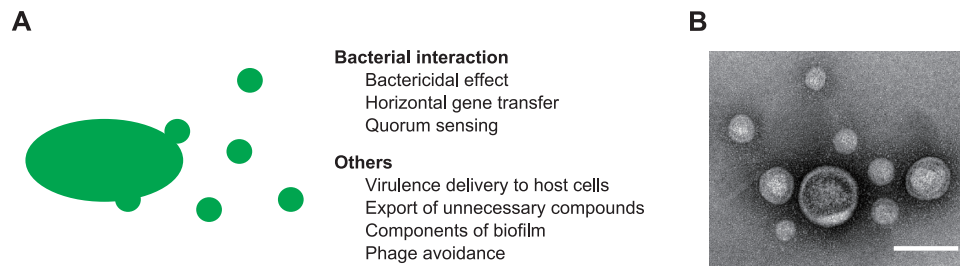 A
B
Bacterial interaction
Bactericidal effect
Horizontal gene transfer
Quorum sensing
Others
Virulence delivery to host cells
Export of unnecessary compounds
Components of biofilm
Phage avoidance